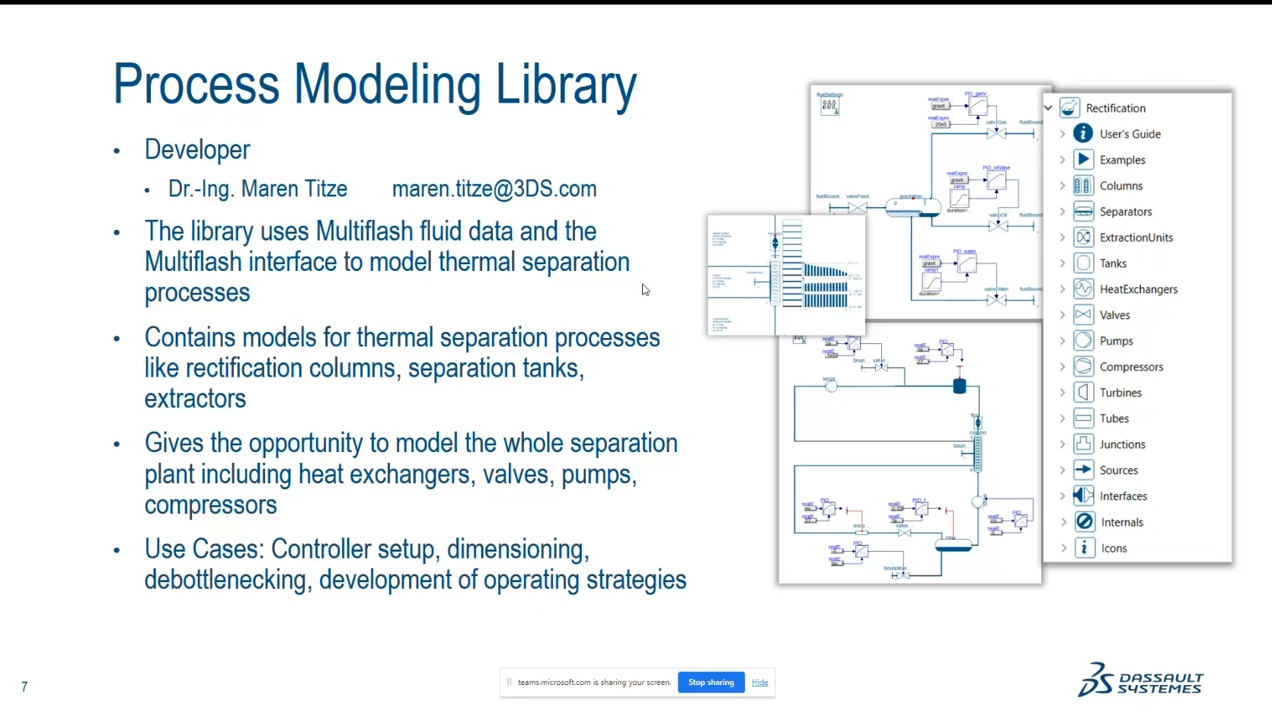 Process Modeling Library
• Developer
• Dr.-Ing. Maren Titze maren.titze@3DS.com
• The library uses Multiflash fluid data and the
Multiflash interface to model thermal separation
processes
• Contains models for thermal separation processes
like rectification columns, separation tanks,
extractors
• Gives the opportunity to model the whole separation
plant including heat exchangers, valves, pumps,
compressors
• Use Cases: Controller setup, dimensioning,
debottlenecking, development of operating strategies
Rectification
User's Guide
Examples
Columns
Separators
ExtractionUnits
Tanks
HeatExchangers
Valves
Pumps
Compressors
Turbines
Tubes
Junctions
Sources
Interfaces
Internals
Icons
7
teams.microsoft.com is sharing your screen.
Stop sharing
Hide
DASSAULT
SYSTEMES